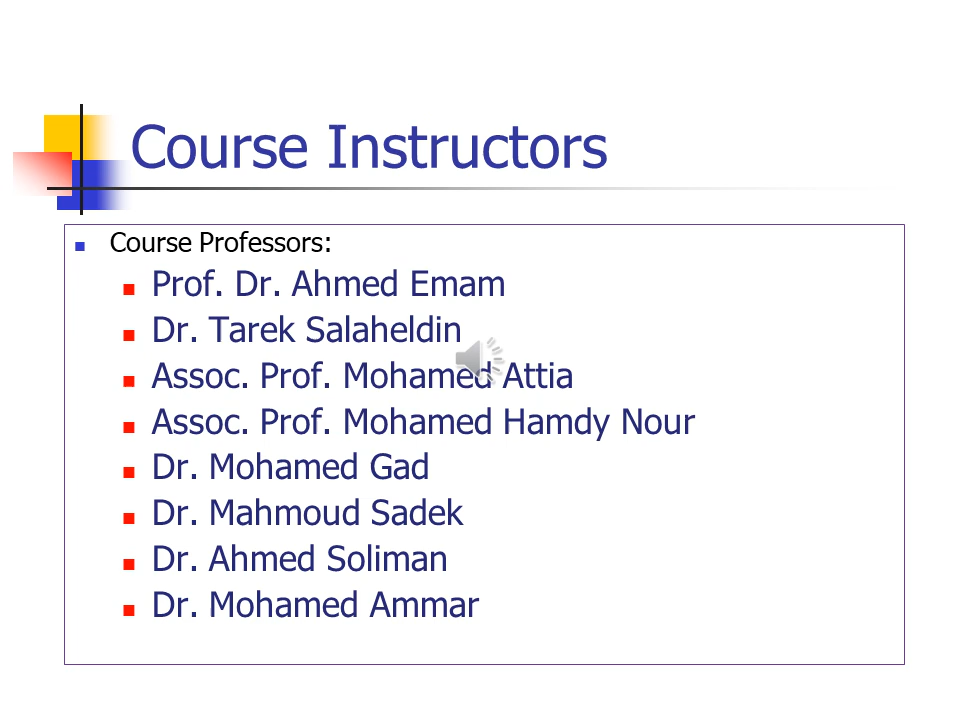 Course Instructors
Course Professors:
Prof. Dr. Ahmed Emam
Dr. Tarek Salaheldin
Assoc. Prof. Mohamed Attia
Assoc. Prof. Mohamed Hamdy Nour
Dr. Mohamed Gad
Dr. Mahmoud Sadek
Dr. Ahmed Soliman
Dr. Mohamed Ammar